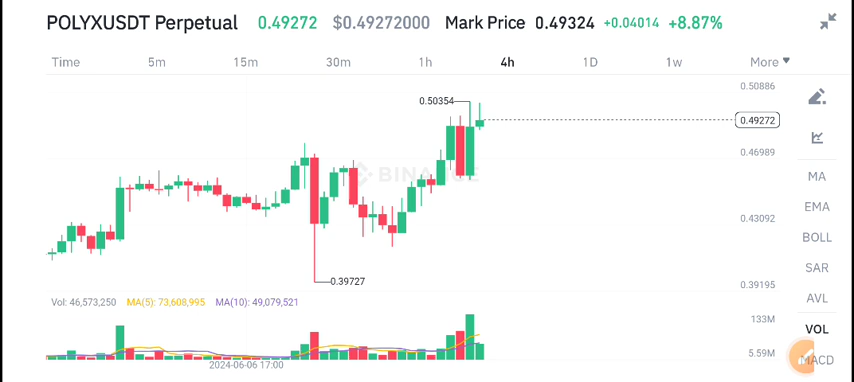 POLYXUSDT Perpetual 0.49272 $0.49272000 Mark Price 0.49324 +0.04014 +8.87%
Time 5m 15m 30m 1h 4h 1D 1w More
0.50886
0.50354
0.49272
0.46989
BINANCE
MA
EMA
0.43092
BOLL
SAR
0.39727
0.39195
AVL
Vol: 46,573,250 MA(5): 73,608,995 MA(10): 49,079,521
133M
VOL
5.59M
MACD
2024-06-06 17:00